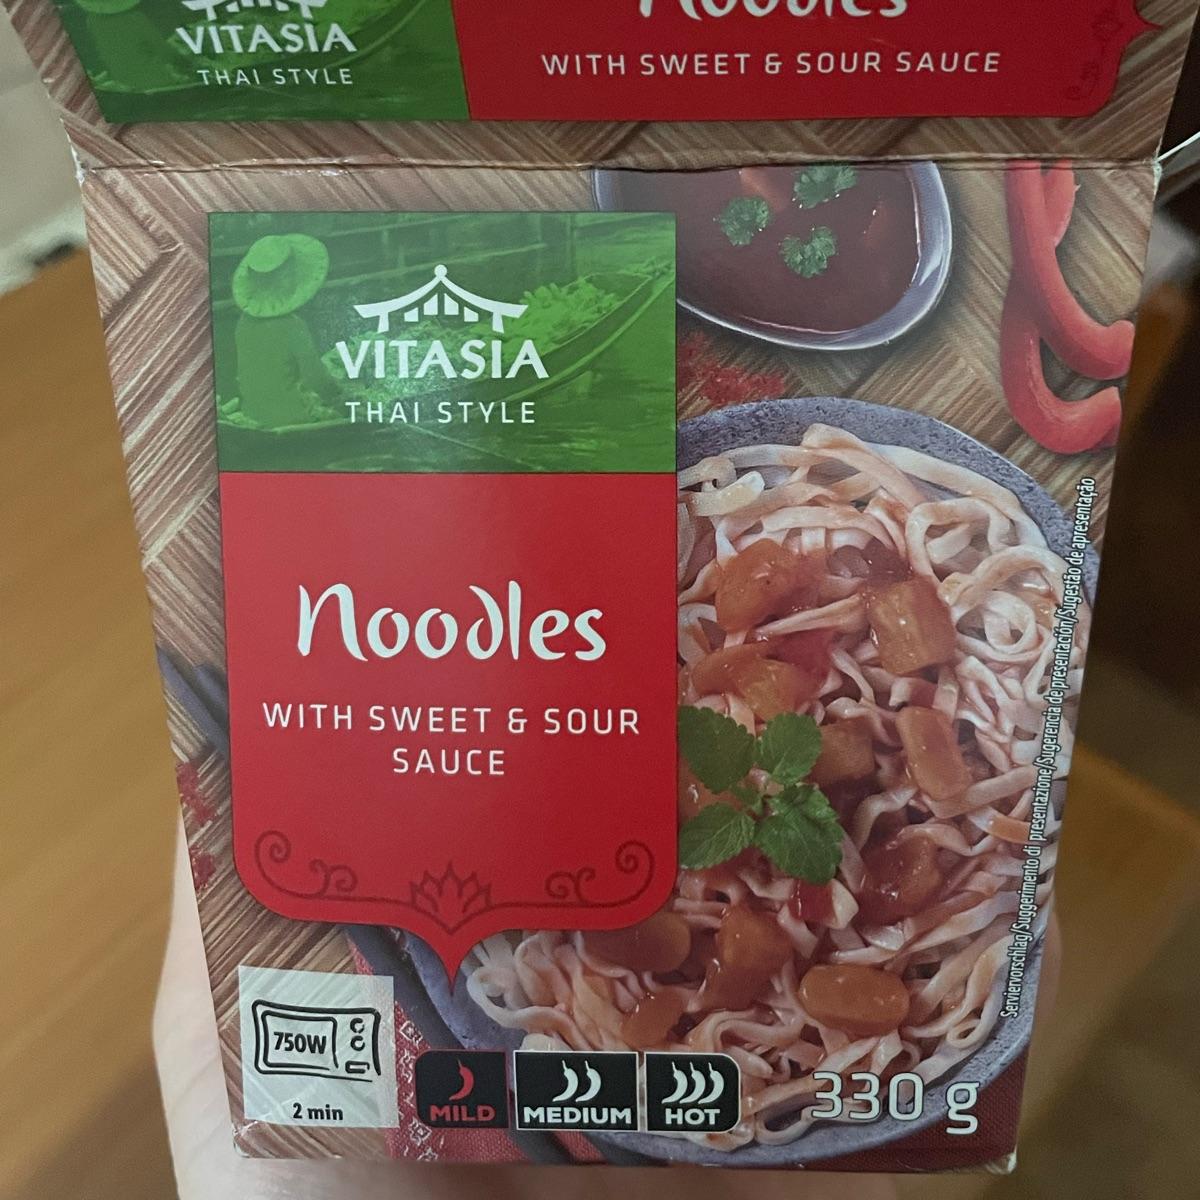 Noodles
VITASIA
THAI STYLE
WITH SWEET & SOUR SAUCE
VITASIA
THAI STYLE
Noodles
WITH SWEET & SOUR
SAUCE
Serviervorschlag/Suggerimento di presentazione/Sugerencia de presentación/Sugestão de apresentação
750W
2 min
MILD
MEDIUM
HOT
330 g